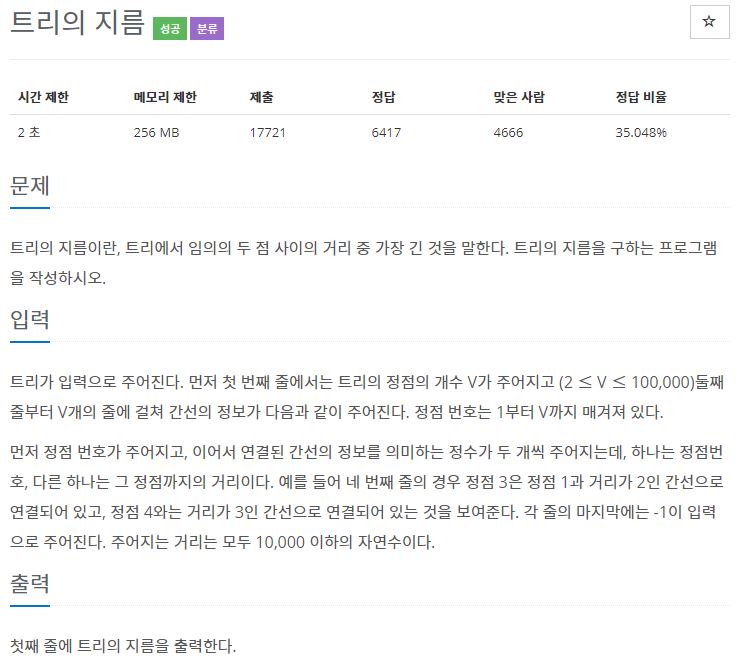 트리의 지름 성공 분류
☆
시간 제한 메모리 제한 제출 정답 맞은 사람 정답 비율
2 초 256 MB 17721 6417 4666 35.048%
문제
트리의 지름이란, 트리에서 임의의 두 점 사이의 거리 중 가장 긴 것을 말한다. 트리의 지름을 구하는 프로그램
을 작성하시오.
입력
트리가 입력으로 주어진다. 먼저 첫 번째 줄에서는 트리의 정점의 개수 V가 주어지고 (2 ≤ V ≤ 100,000)둘째
줄부터 V개의 줄에 걸쳐 간선의 정보가 다음과 같이 주어진다. 정점 번호는 1부터 V까지 매겨져 있다.
먼저 정점 번호가 주어지고, 이어서 연결된 간선의 정보를 의미하는 정수가 두 개씩 주어지는데, 하나는 정점번
호, 다른 하나는 그 정점까지의 거리이다. 예를 들어 네 번째 줄의 경우 정점 3은 정점 1과 거리가 2인 간선으로
연결되어 있고, 정점 4와는 거리가 3인 간선으로 연결되어 있는 것을 보여준다. 각 줄의 마지막에는 -1이 입력
으로 주어진다. 주어지는 거리는 모두 10,000 이하의 자연수이다.
출력
첫째 줄에 트리의 지름을 출력한다.